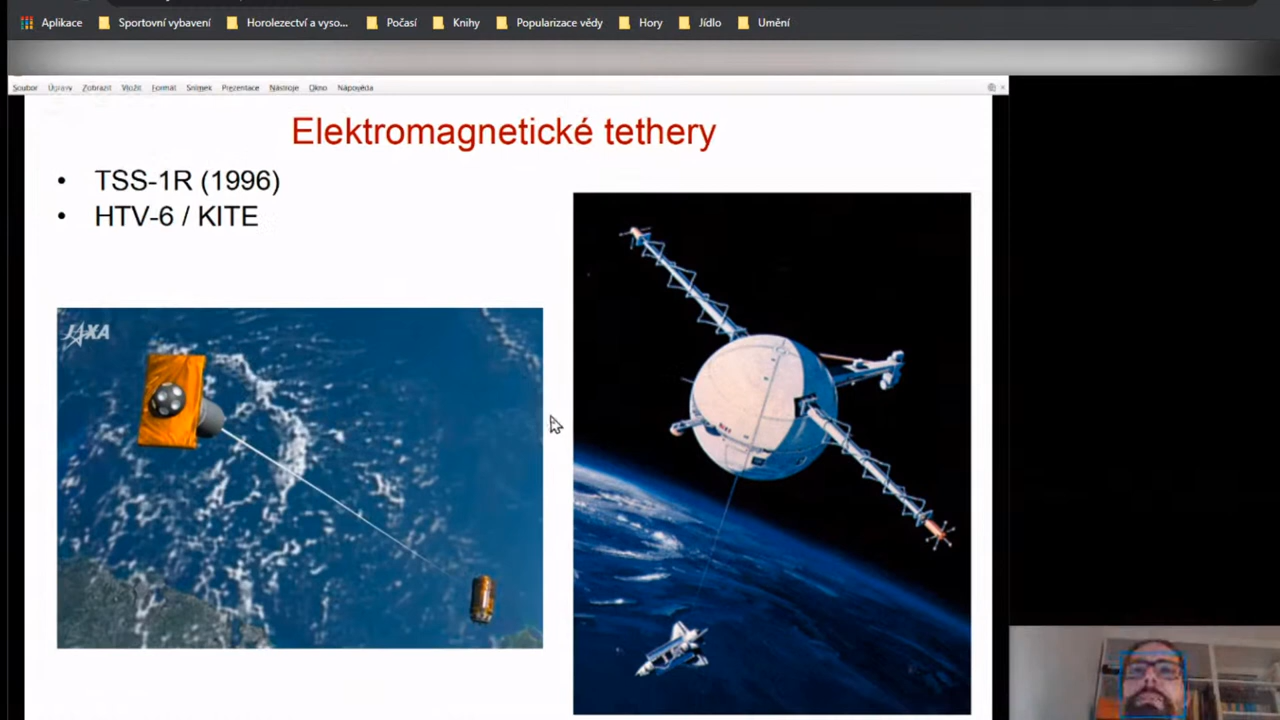 Aplikace Sportovní vybavení Horolezectví a vyso... Počasí Knihy Popularizace vědy Hory Jídlo Umění
Soubor Úpravy Zobrazit Vložit Formát Snímek Prezentace Nástroje Okno Nápověda
Elektromagnetické tethery
• TSS-1R (1996)
• HTV-6 / KITE
JAXA